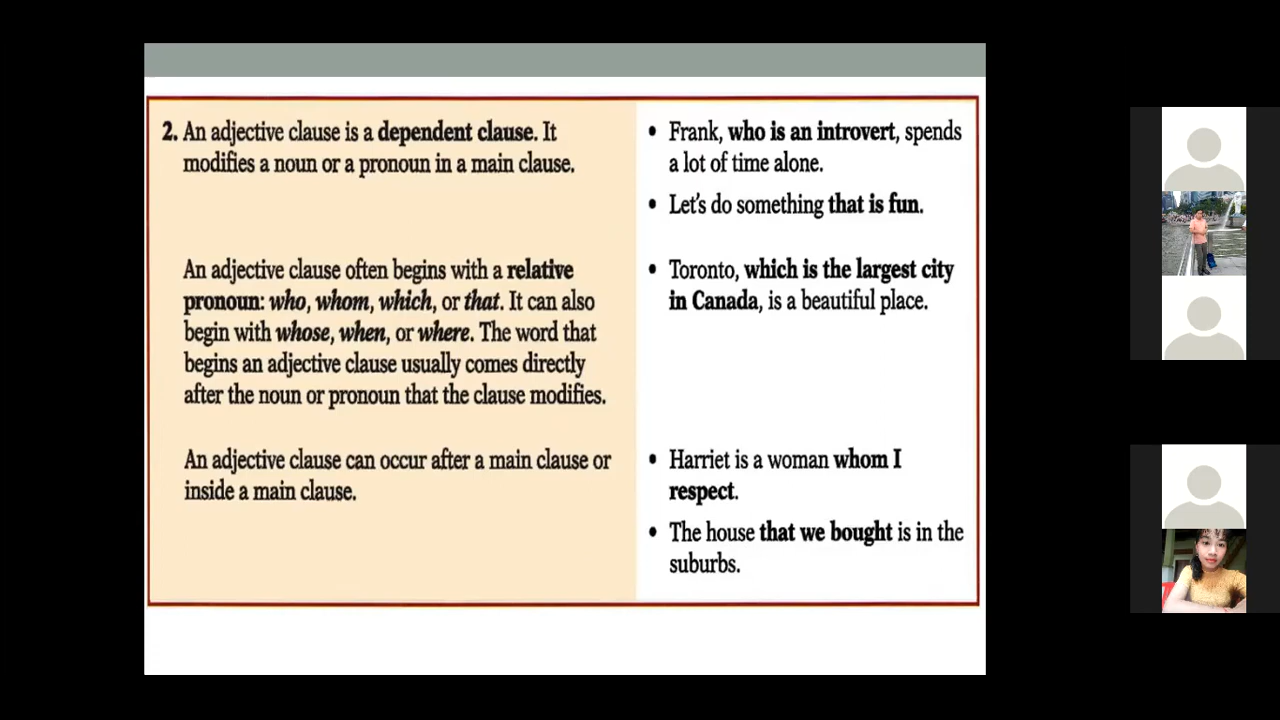 2. An adjective clause is a dependent clause. It
modifies a noun or a pronoun in a main clause.
• Frank, who is an introvert, spends
a lot of time alone.
• Let's do something that is fun.
An adjective clause often begins with a relative
pronoun: who, whom, which, or that. It can also
begin with whose, when, or where. The word that
begins an adjective clause usually comes directly
after the noun or pronoun that the clause modifies.
• Toronto, which is the largest city
in Canada, is a beautiful place.
An adjective clause can occur after a main clause or
inside a main clause.
• Harriet is a woman whom I
respect.
• The house that we bought is in the
suburbs.